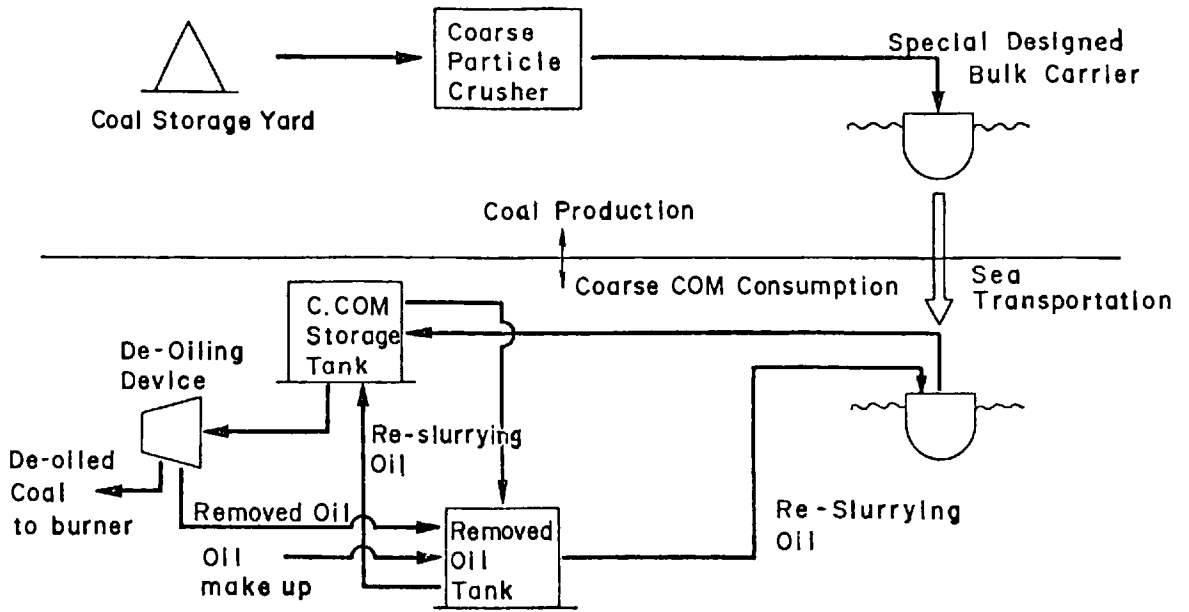 Coarse
Particle
Crusher
Special Designed
Bulk Carrier
Coal Storage Yard
Coal Production
Coarse COM Consumption
Sea
Transportation
C.COM
Storage
Tank
De-Oiling
Device
Re-slurrying
Oil
De-oiled
Coal
to burner
Removed Oil
Removed
Oil
Tank
Oil
make up
Re-Slurrying
Oil